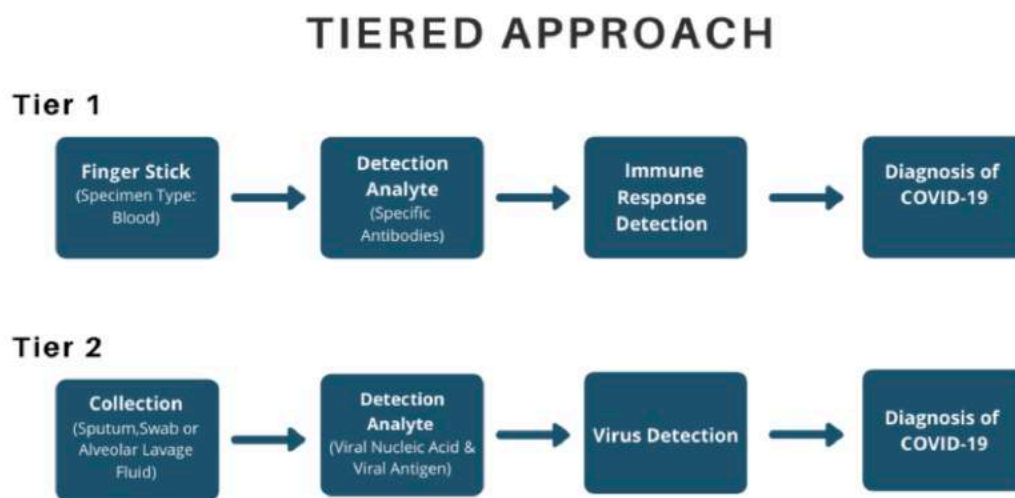 TIERED APPROACH
Tier 1
Finger Stick
(Specimen Type:
Blood)
Detection
Analyte
(Specific
Antibodies)
Immune
Response
Detection
Diagnosis of
COVID-19
Tier 2
Collection
(Sputum,Swab or
Alveolar Lavage
Fluid)
Detection
Analyte
(Viral Nucleic Acid &
Viral Antigen)
Virus Detection
Diagnosis of
COVID-19